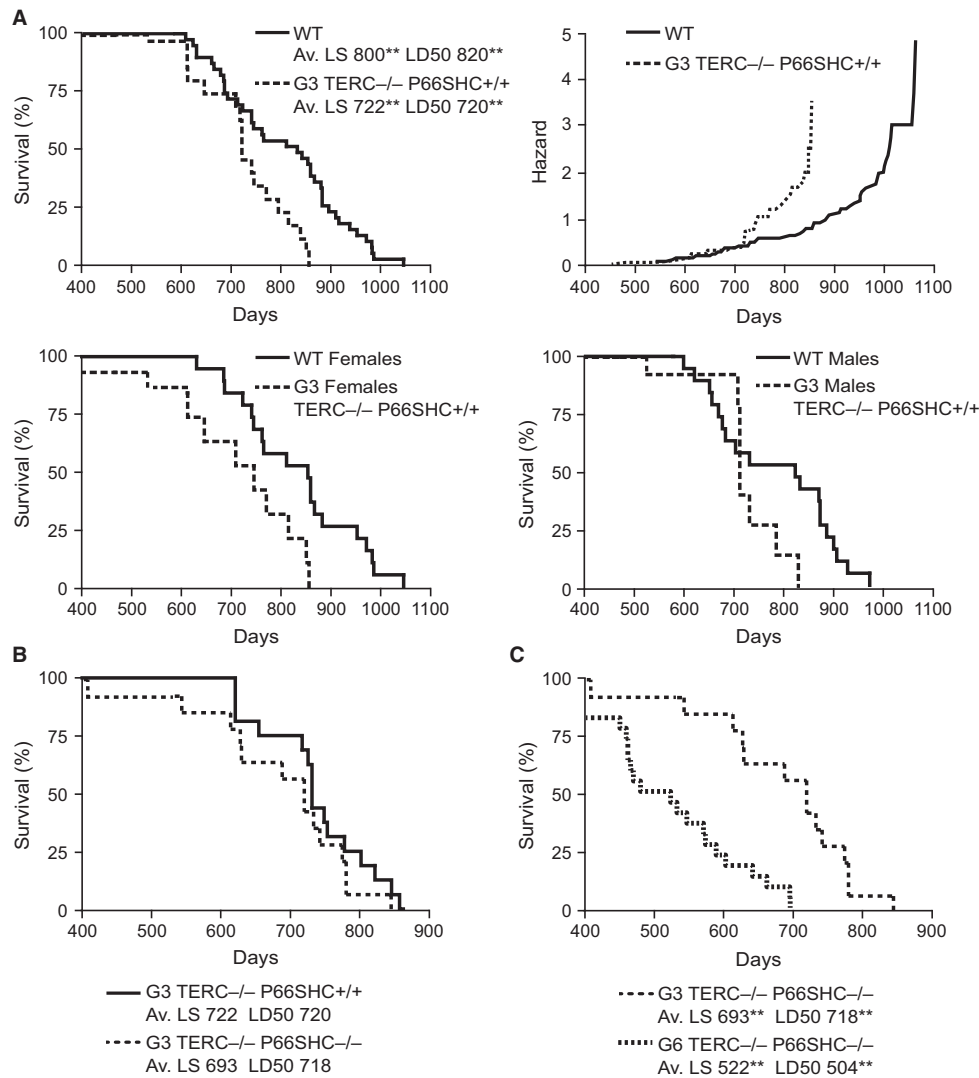 A
100
75
50
25
0
Survival (%)
400 500 600 700 800 900 1000 1100
Days
WT
Av. LS 800** LD50 820**
G3 TERC–/– P66SHC+/+
Av. LS 722** LD50 720**
5
4
3
2
1
0
Hazard
400 500 600 700 800 900 1000 1100
Days
WT
G3 TERC–/– P66SHC+/+
100
75
50
25
0
Survival (%)
400 500 600 700 800 900 1000 1100
Days
WT Females
G3 Females
TERC–/– P66SHC+/+
100
75
50
25
0
Survival (%)
400 500 600 700 800 900 1000 1100
Days
WT Males
G3 Males
TERC–/– P66SHC+/+
B
100
75
50
25
0
Survival (%)
400 500 600 700 800 900
Days
G3 TERC–/– P66SHC+/+
Av. LS 722 LD50 720
G3 TERC–/– P66SHC–/–
Av. LS 693 LD50 718
C
100
75
50
25
0
Survival (%)
400 500 600 700 800 900
Days
G3 TERC–/– P66SHC–/–
Av. LS 693** LD50 718**
G6 TERC–/– P66SHC–/–
Av. LS 522** LD50 504**